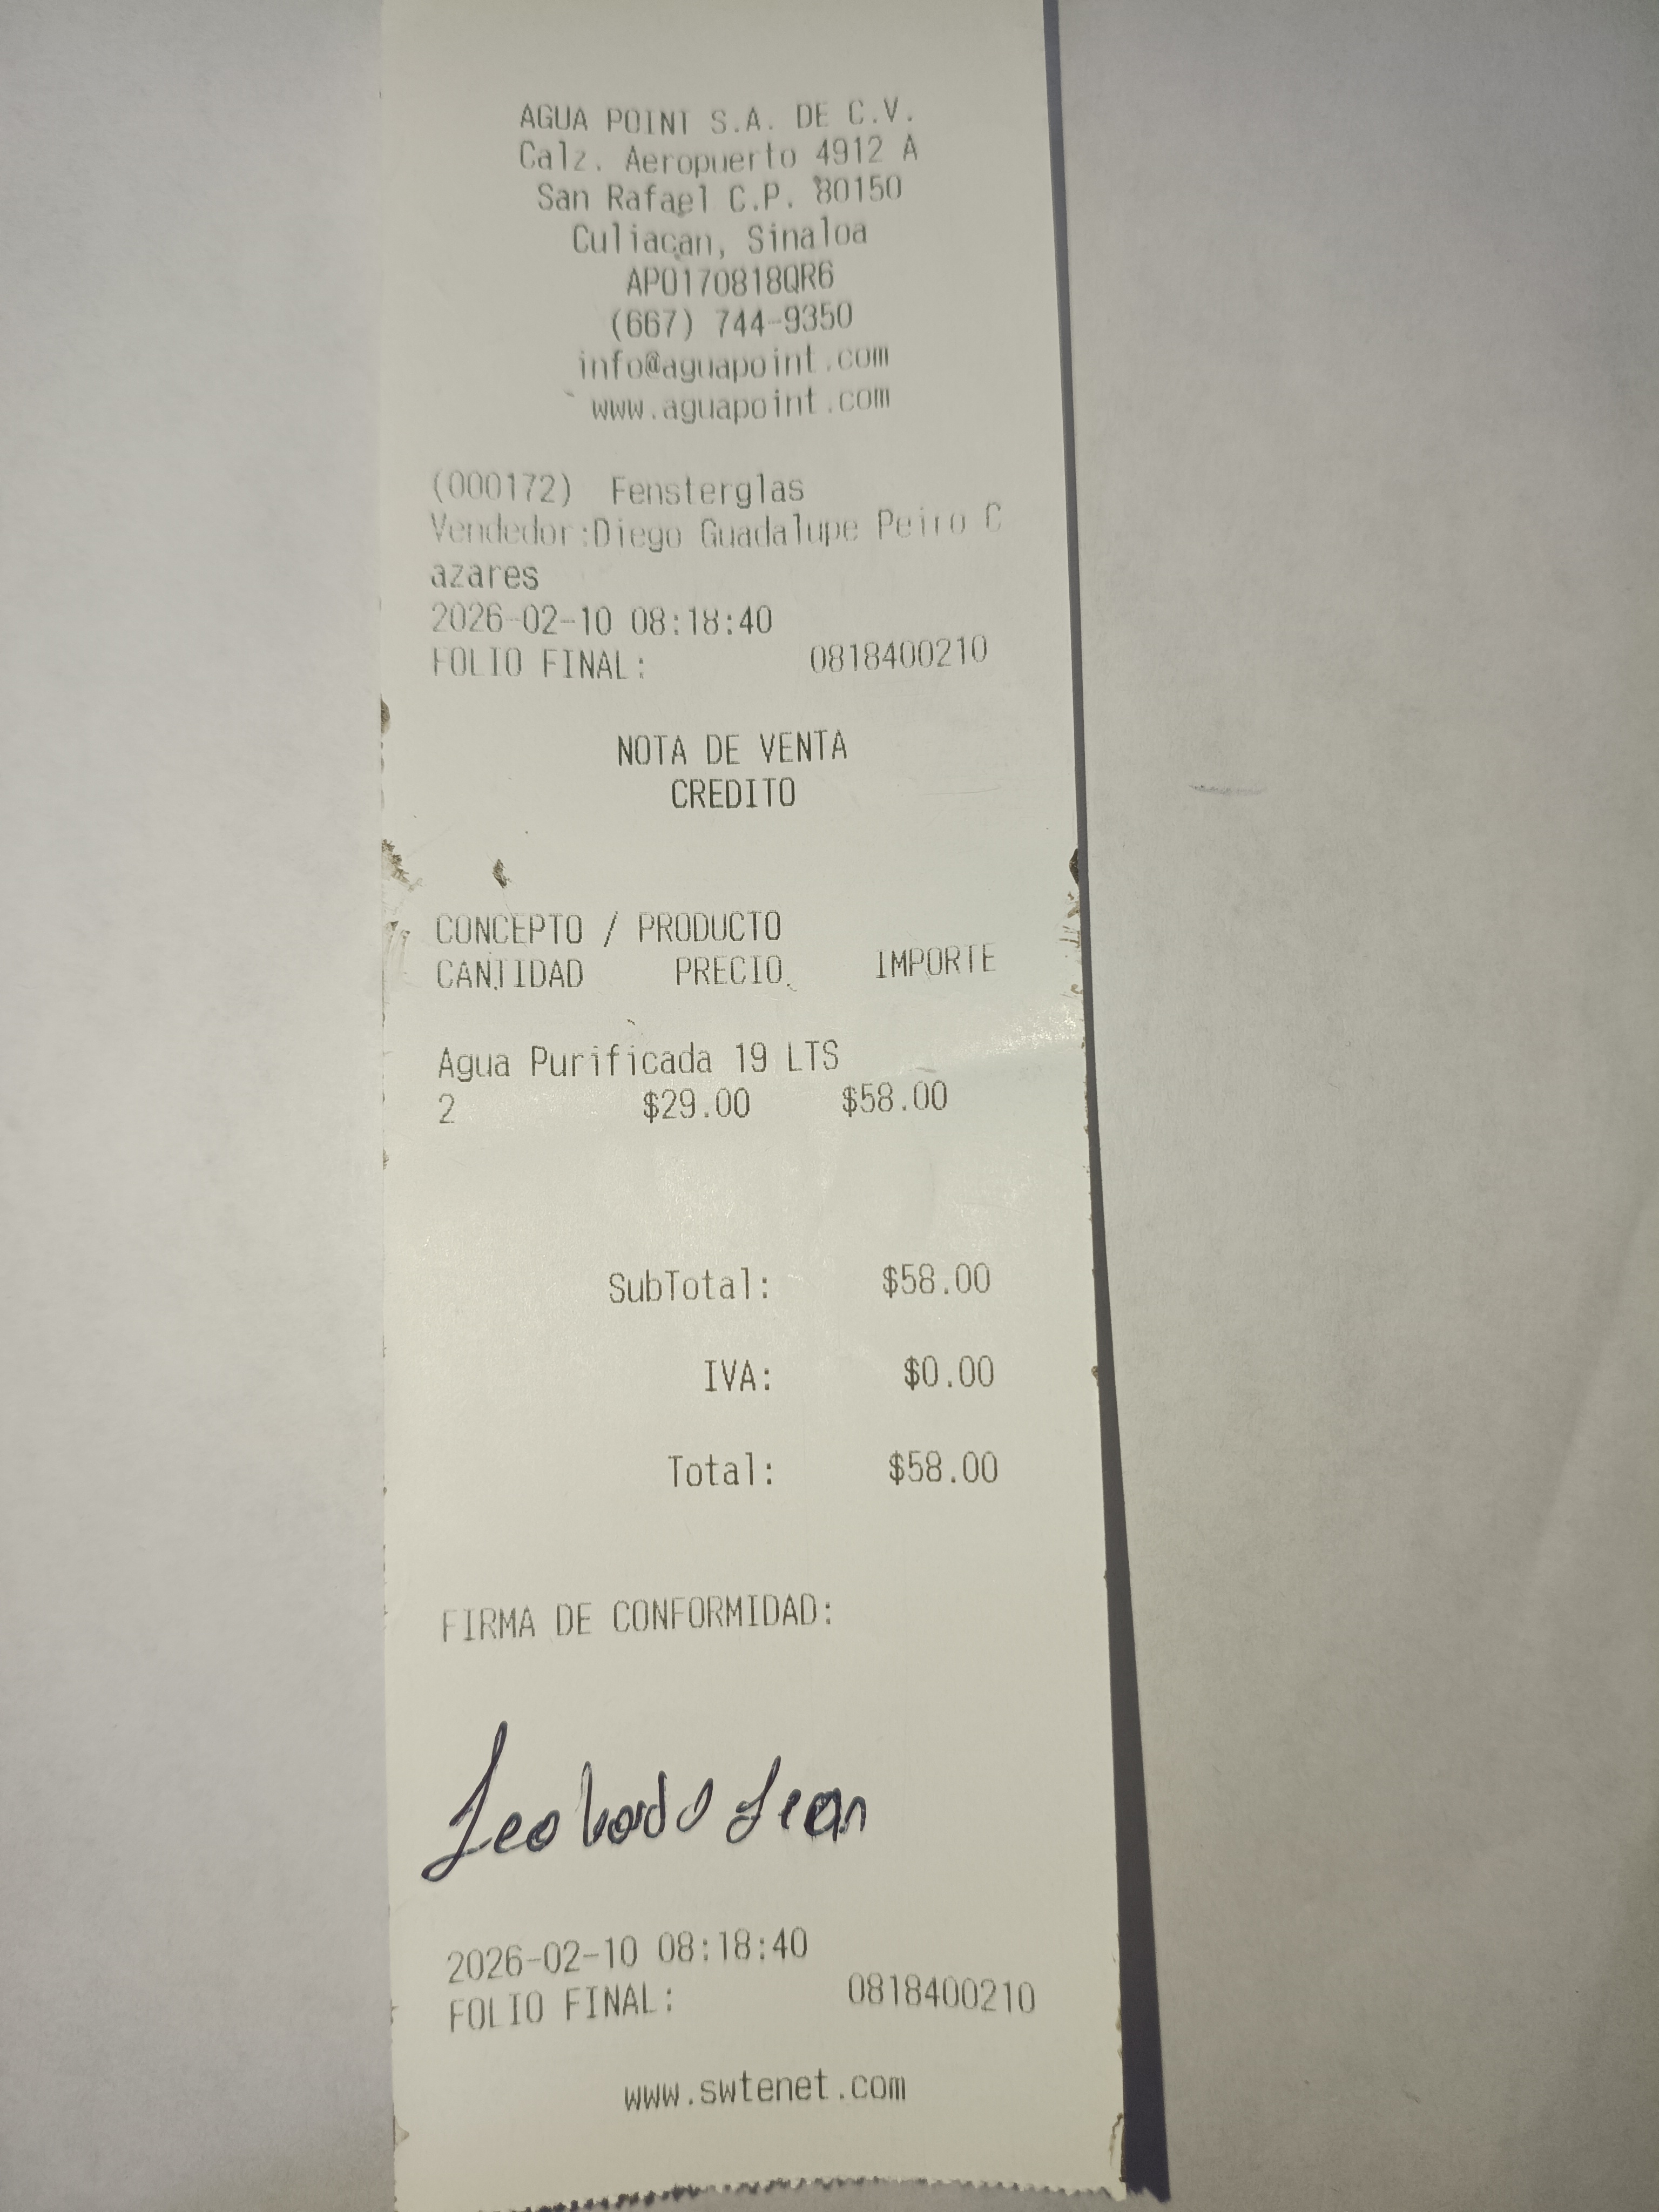 AGUA POINT S.A. DE C.V.
Calz. Aeropuerto 4912 A
San Rafael C.P. 80150
Culiacan, Sinaloa
APO170818QR6
(667) 744-9350
info@aguapoint.com
www.aguapoint.com
(000172) Fensterglas
Vendedor:Diego Guadalupe Peiro C
azares
2026-02-10 08:18:40
FOLIO FINAL: 0818400210
NOTA DE VENTA
CREDITO
CONCEPTO / PRODUCTO
CANTIDAD PRECIO IMPORTE
Agua Purificada 19 LTS
2 $29.00 $58.00
SubTotal: $58.00
IVA: $0.00
Total: $58.00
FIRMA DE CONFORMIDAD:
Leobardo Lean
2026-02-10 08:18:40
FOLIO FINAL: 0818400210
www.swtenet.com